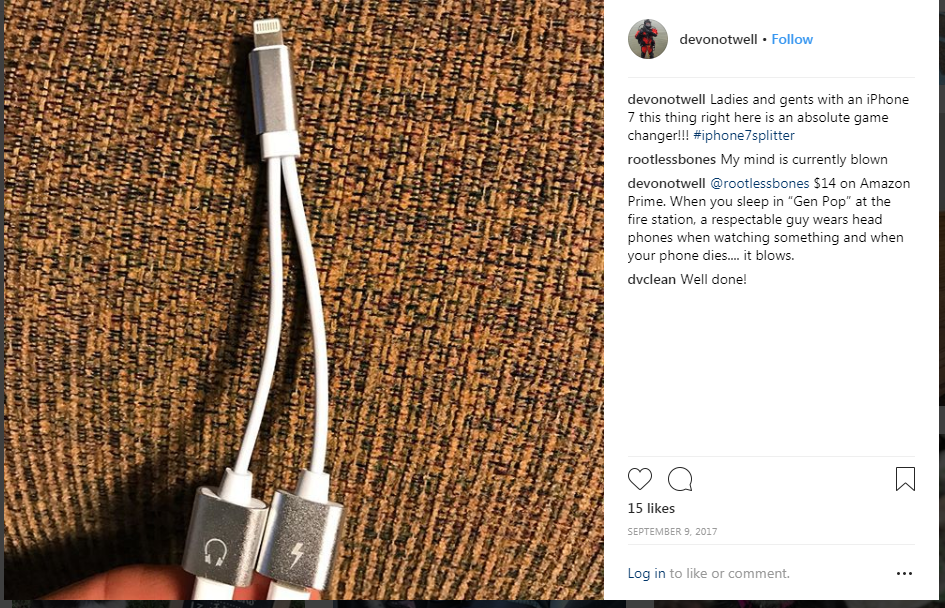 devonotwell • Follow
devonotwell Ladies and gents with an iPhone
7 this thing right here is an absolute game
changer!!! #iphone7splitter
rootlessbones My mind is currently blown
devonotwell @rootlessbones $14 on Amazon
Prime. When you sleep in “Gen Pop” at the
fire station, a respectable guy wears head
phones when watching something and when
your phone dies.... it blows.
dvclean Well done!
15 likes
SEPTEMBER 9, 2017
Log in to like or comment.